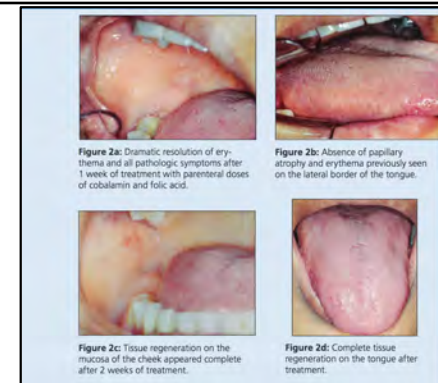 Figure 2a: Dramatic resolution of ery-
thema and all pathologic symptoms after
1 week of treatment with parenteral doses
of cobalamin and folic acid.
Figure 2b: Absence of papillary
atrophy and erythema previously seen
on the lateral border of the tongue.
Figure 2c: Tissue regeneration on the
mucosa of the cheek appeared complete
after 2 weeks of treatment.
Figure 2d: Complete tissue
regeneration on the tongue after
treatment.